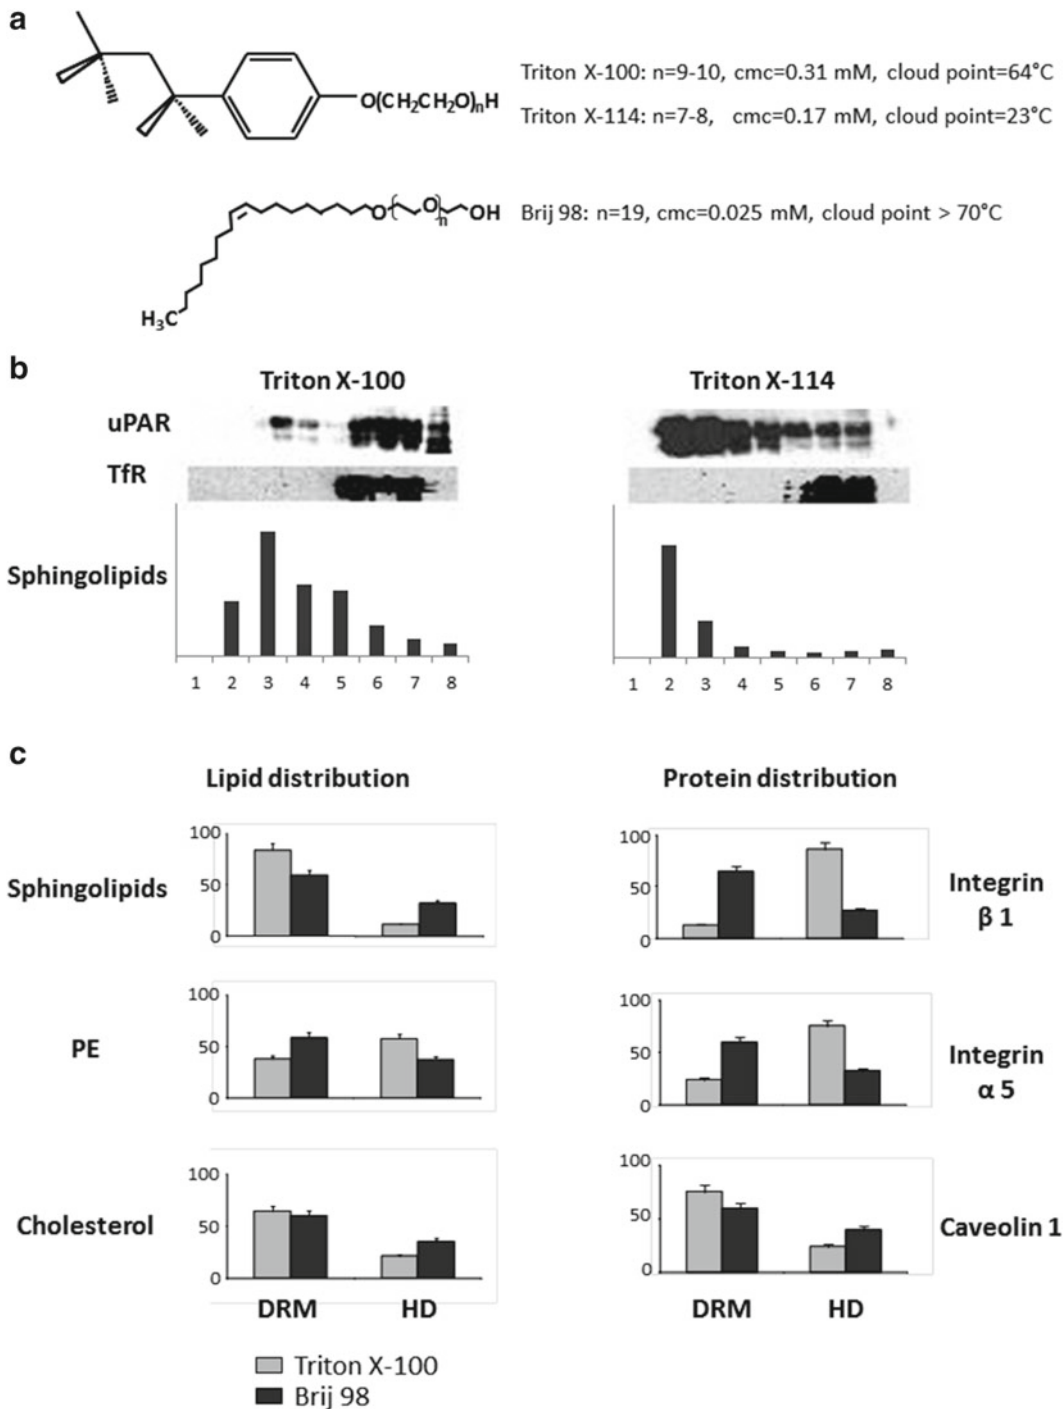 a
Triton X-100: n=9-10, cmc=0.31 mM, cloud point=64°C
O(CH₂CH₂O)ₙH
Triton X-114: n=7-8, cmc=0.17 mM, cloud point=23°C
O O n OH
Brij 98: n=19, cmc=0.025 mM, cloud point > 70°C
H₃C
b
Triton X-100
Triton X-114
uPAR
TfR
Sphingolipids
1 2 3 4 5 6 7 8
1 2 3 4 5 6 7 8
c
Lipid distribution
Protein distribution
Sphingolipids
100
50
0
100
50
0
Integrin
β 1
PE
100
50
0
100
50
0
Integrin
α 5
Cholesterol
100
50
0
100
50
0
Caveolin 1
DRM HD
DRM HD
Triton X-100
Brij 98